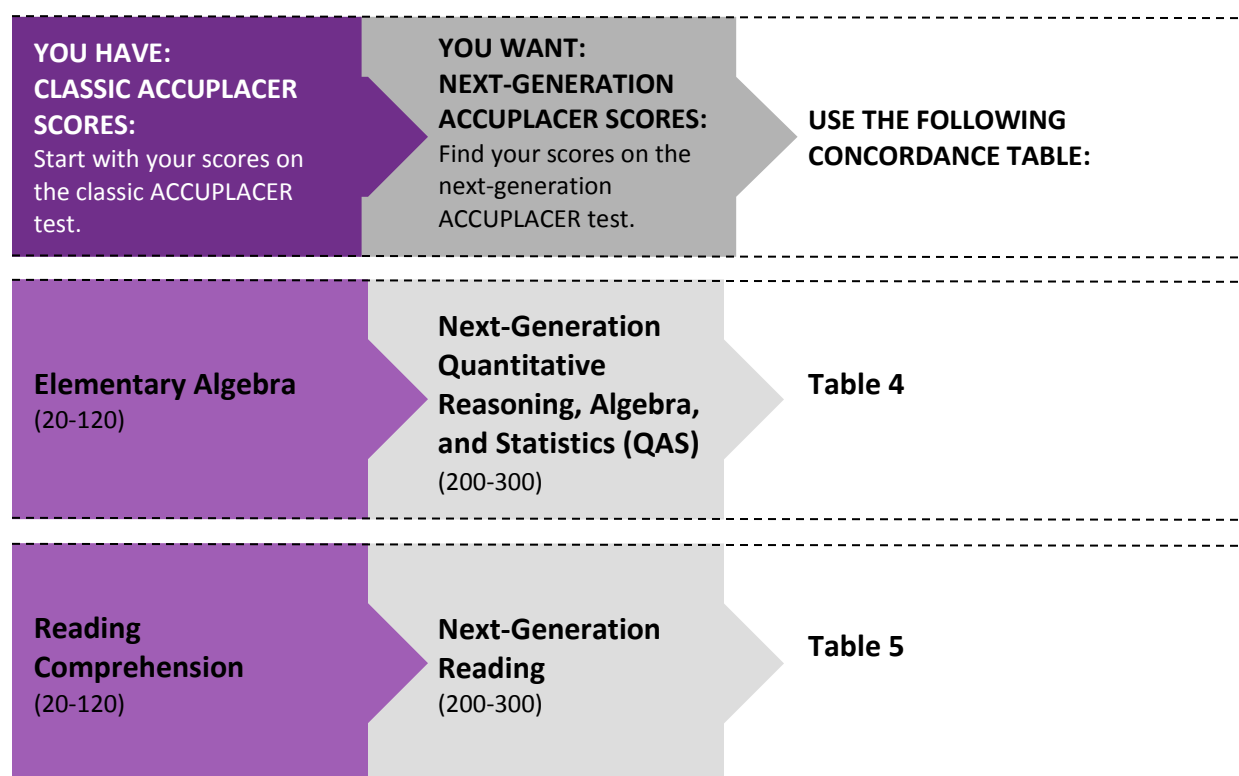 YOU HAVE:
CLASSIC ACCUPLACER
SCORES:
Start with your scores on
the classic ACCUPLACER
test.
YOU WANT:
NEXT-GENERATION
ACCUPLACER SCORES:
Find your scores on the
next-generation
ACCUPLACER test.
USE THE FOLLOWING
CONCORDANCE TABLE:
Elementary Algebra
(20-120)
Next-Generation
Quantitative
Reasoning, Algebra,
and Statistics (QAS)
(200-300)
Table 4
Reading
Comprehension
(20-120)
Next-Generation
Reading
(200-300)
Table 5